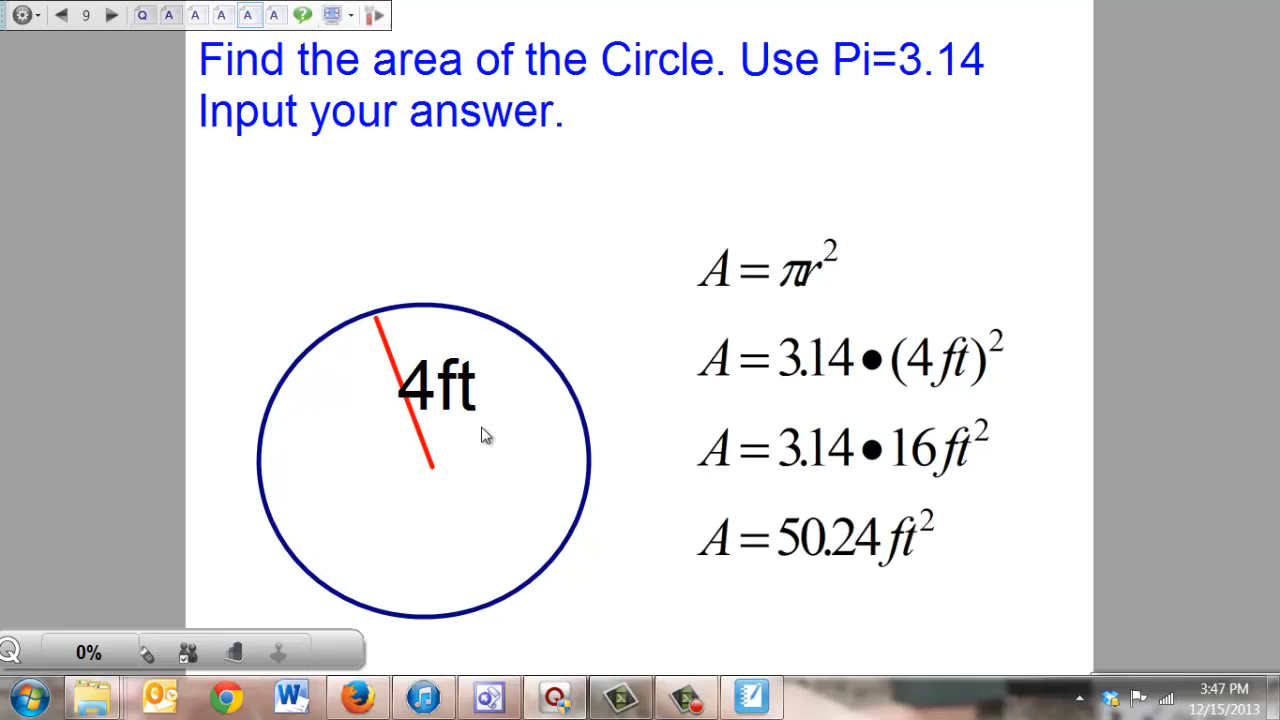 9 Q A A A A A ?
Find the area of the Circle. Use Pi=3.14
Input your answer.
4ft
A = πr²
A = 3.14 • (4 ft)²
A = 3.14 • 16 ft²
A = 50.24 ft²
0%
3:47 PM
12/15/2013